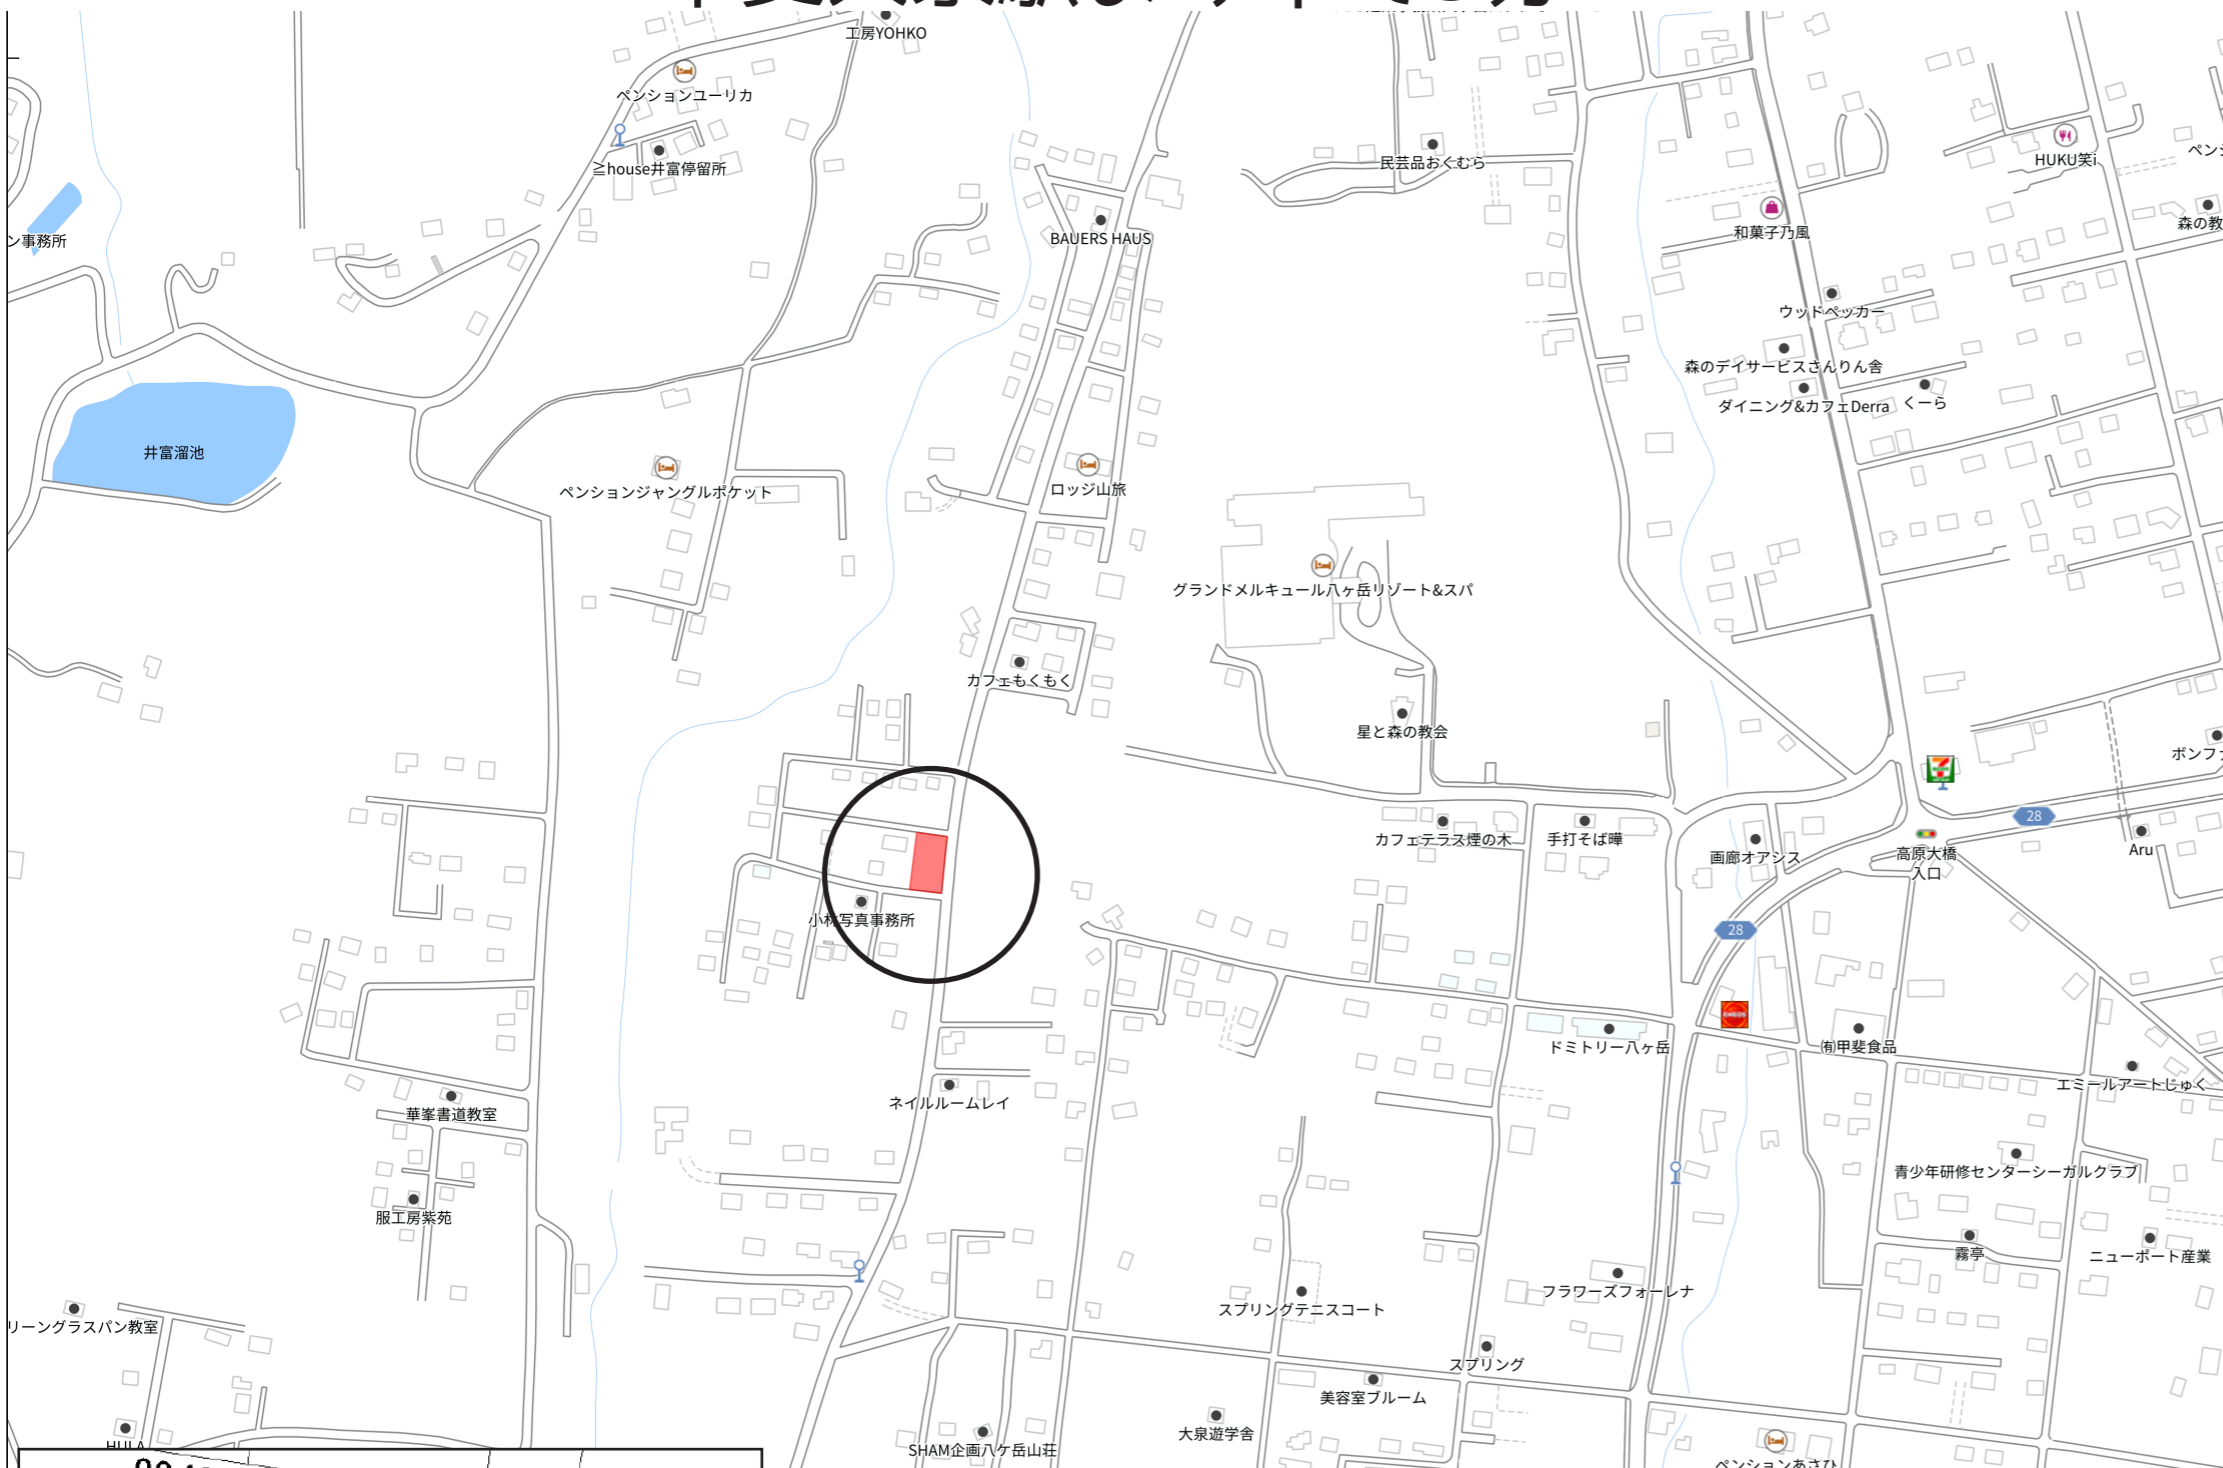 工房YOHKO
ペンションユーリカ
≧house井富停留所
民芸品おくむら
HUKU笑i
和菓子乃風
森の教
ン事務所
BAUERS HAUS
ウッドペッカー
森のデイサービスさんりん舎
ダイニング&カフェDerra
くーら
井富溜池
ペンションジャングルポケット
ロッジ山旅
グランドメルキュール八ヶ岳リゾート&スパ
カフェもくもく
星と森の教会
ボンフ
28
カフェテラス煙の木
手打そば曄
画廊オアシス
高原大橋
入口
Aru
小林写真事務所
28
ENEOS
ドミトリー八ヶ岳
㈲甲斐食品
エミールアートじゅく
ネイルルームレイ
華峯書道教室
青少年研修センターシーガルクラブ
服工房紫苑
霧亭
ニューポート産業
フラワーズフォーレナ
スプリングテニスコート
リーングラスパン教室
スプリング
美容室ブルーム
大泉遊学舎
HULA
SHAM企画八ケ岳山荘
ペンションあさひ